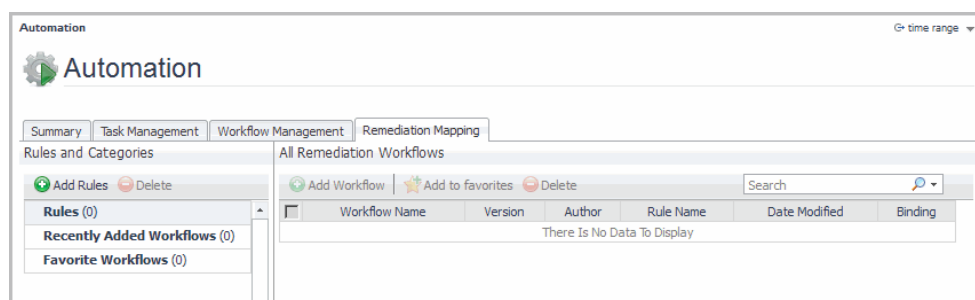 Automation
time range
Automation
Summary Task Management Workflow Management Remediation Mapping
Rules and Categories
All Remediation Workflows
Add Rules Delete
Add Workflow Add to favorites Delete Search
Rules (0)
Workflow Name Version Author Rule Name Date Modified Binding
Recently Added Workflows (0)
There Is No Data To Display
Favorite Workflows (0)